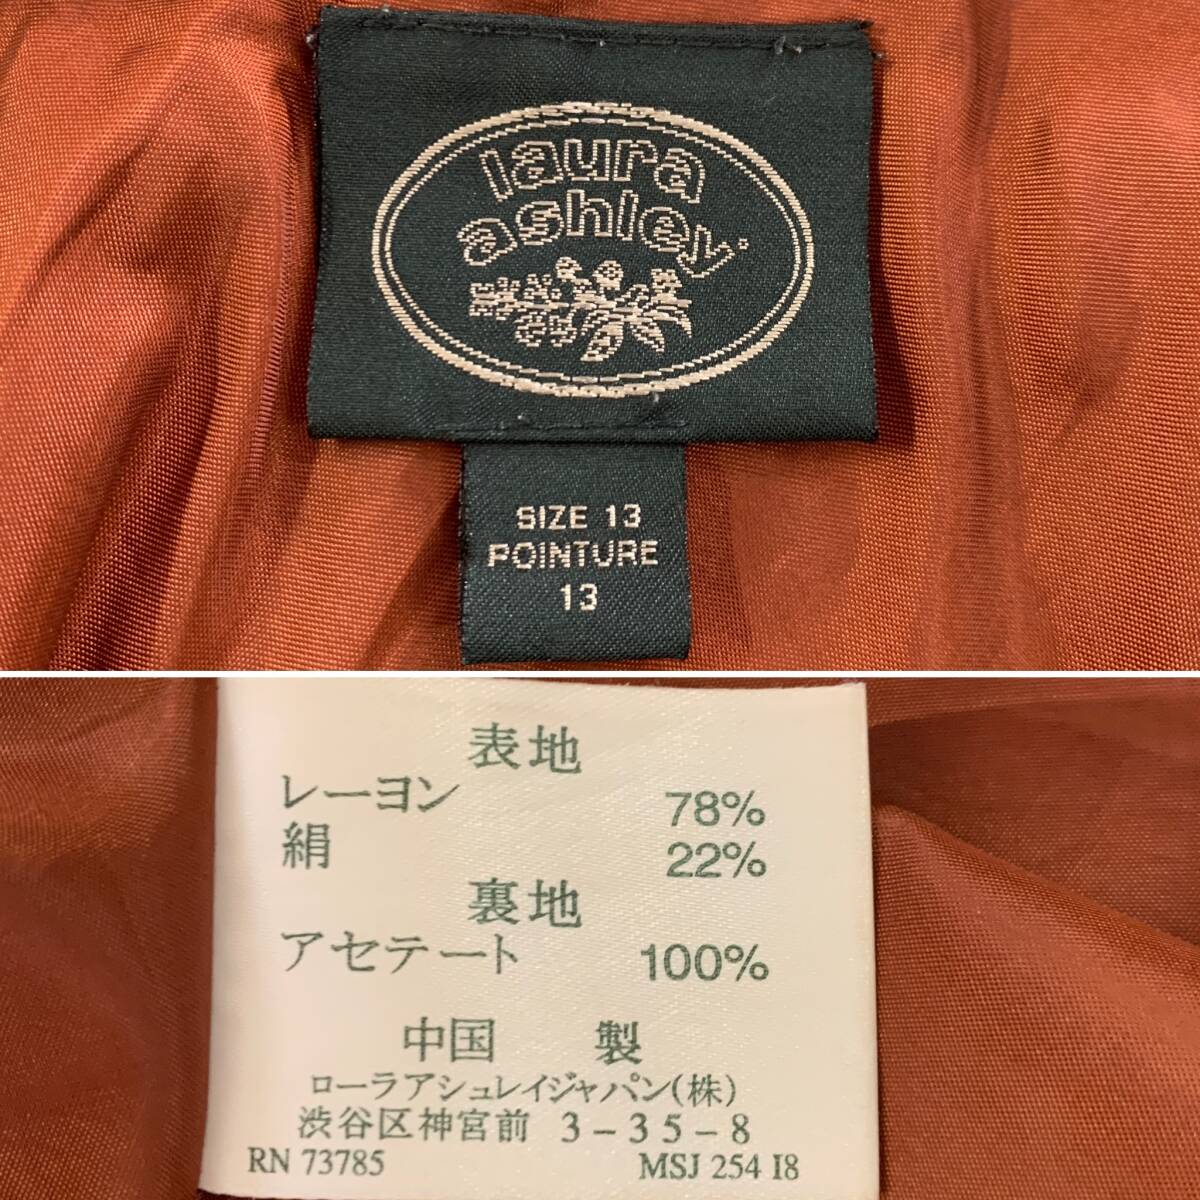 laura
ashley
SIZE 13
POINTURE
13
表地
レーヨン 78%
絹 22%
裏地
アセテート 100%
中国 製
ローラアシュレイジャパン(株)
渋谷区神宮前 3-35-8
RN 73785 MSJ 254 I8